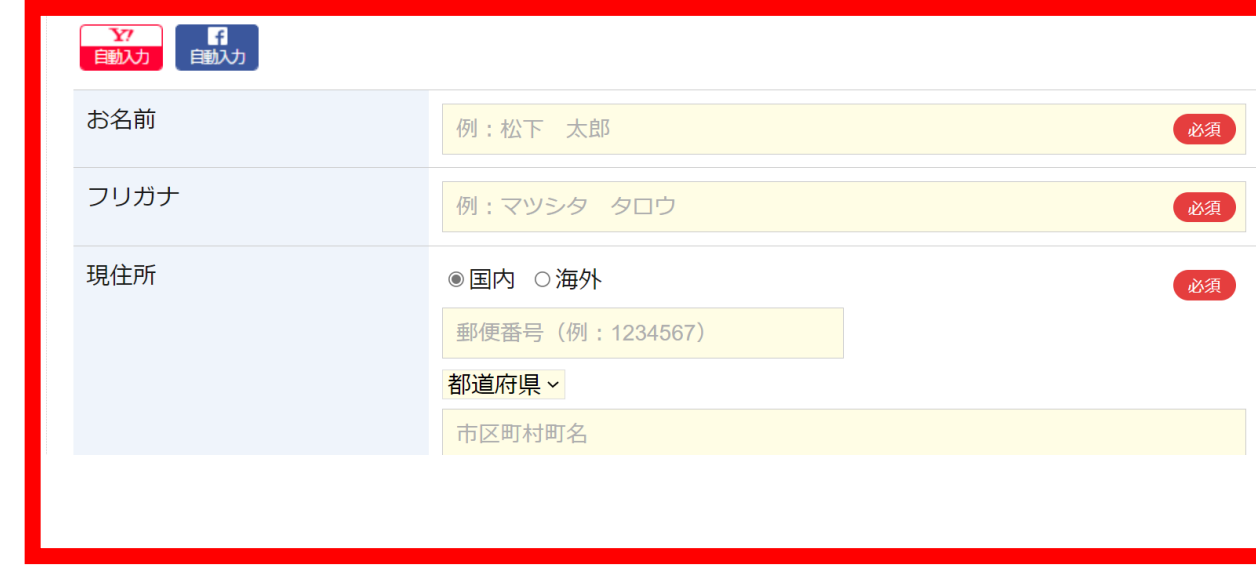 Y! f
自動入力 自動入力
お名前 例：松下　太郎 必須
フリガナ 例：マツシタ　タロウ 必須
現住所 国内 海外 必須
郵便番号（例：1234567）
都道府県
市区町村町名